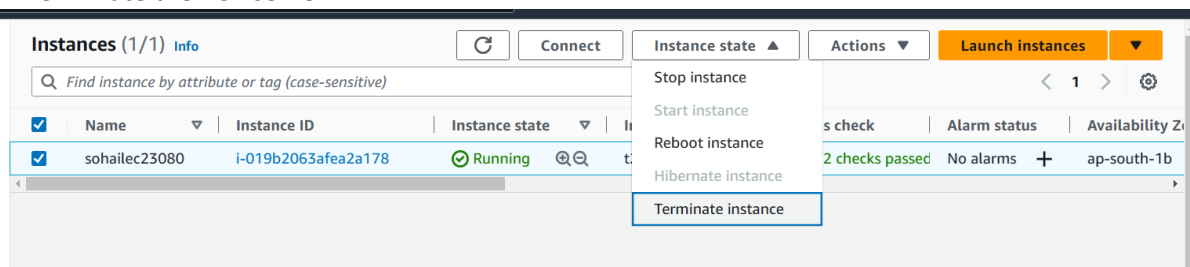 Instances (1/1) Info
Connect
Instance state
Actions
Launch instances
Find instance by attribute or tag (case-sensitive)
1
Stop instance
Start instance
Reboot instance
Hibernate instance
Terminate instance
Name
Instance ID
Instance state
s check
Alarm status
Availability Z
sohailec23080
i-019b2063afea2a178
Running
2 checks passed
No alarms
ap-south-1b